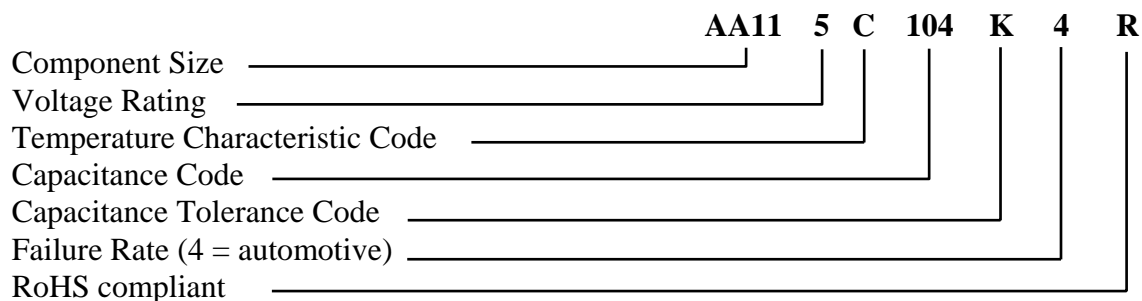 AA11 5 C 104 K 4 R
Component Size
Voltage Rating
Temperature Characteristic Code
Capacitance Code
Capacitance Tolerance Code
Failure Rate (4 = automotive)
RoHS compliant